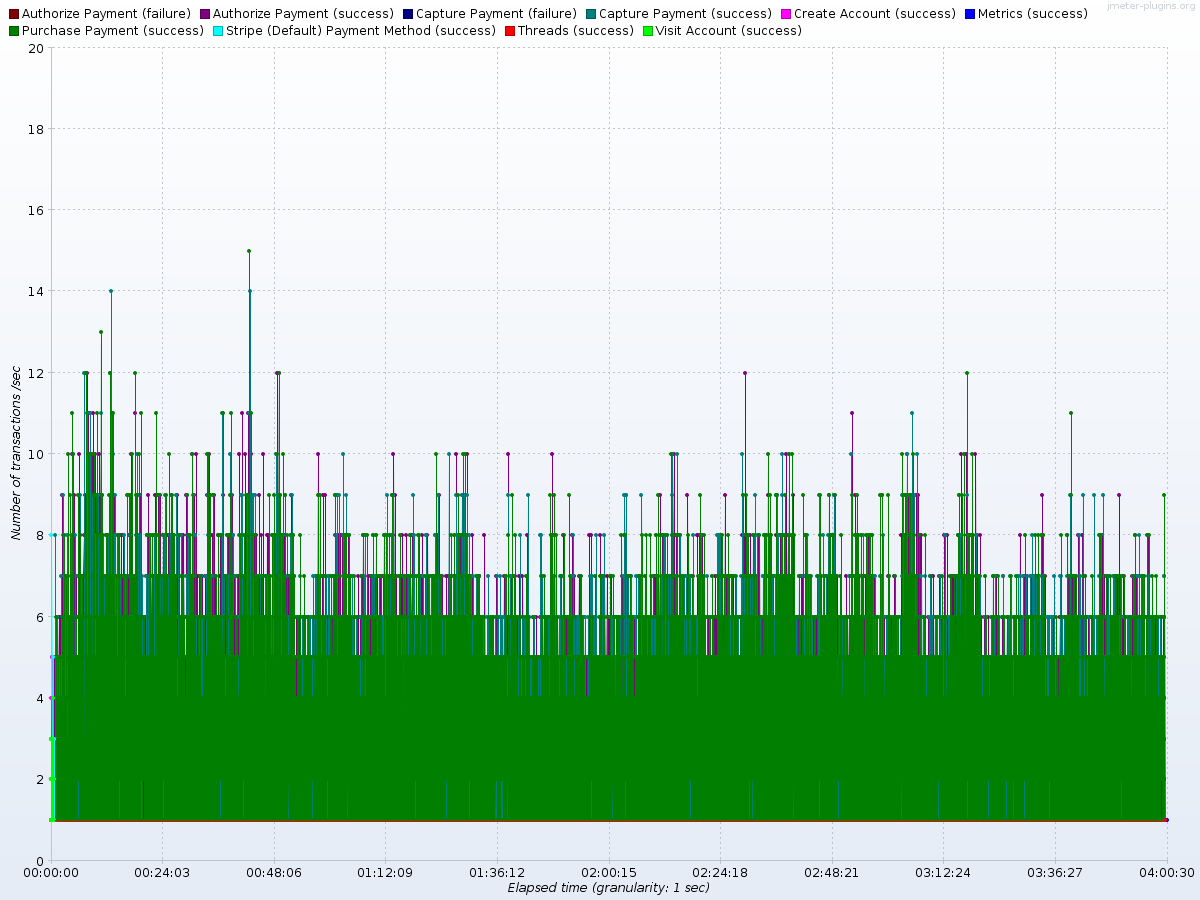 Authorize Payment (failure) Authorize Payment (success) Capture Payment (failure) Capture Payment (success) Create Account (success) Metrics (success)
jmeter-plugins.org
Purchase Payment (success) Stripe (Default) Payment Method (success) Threads (success) Visit Account (success)
20
18
16
14
12
10
8
6
4
2
0
Number of transactions /sec
00:00:00 00:24:03 00:48:06 01:12:09 01:36:12 02:00:15 02:24:18 02:48:21 03:12:24 03:36:27 04:00:30
Elapsed time (granularity: 1 sec)